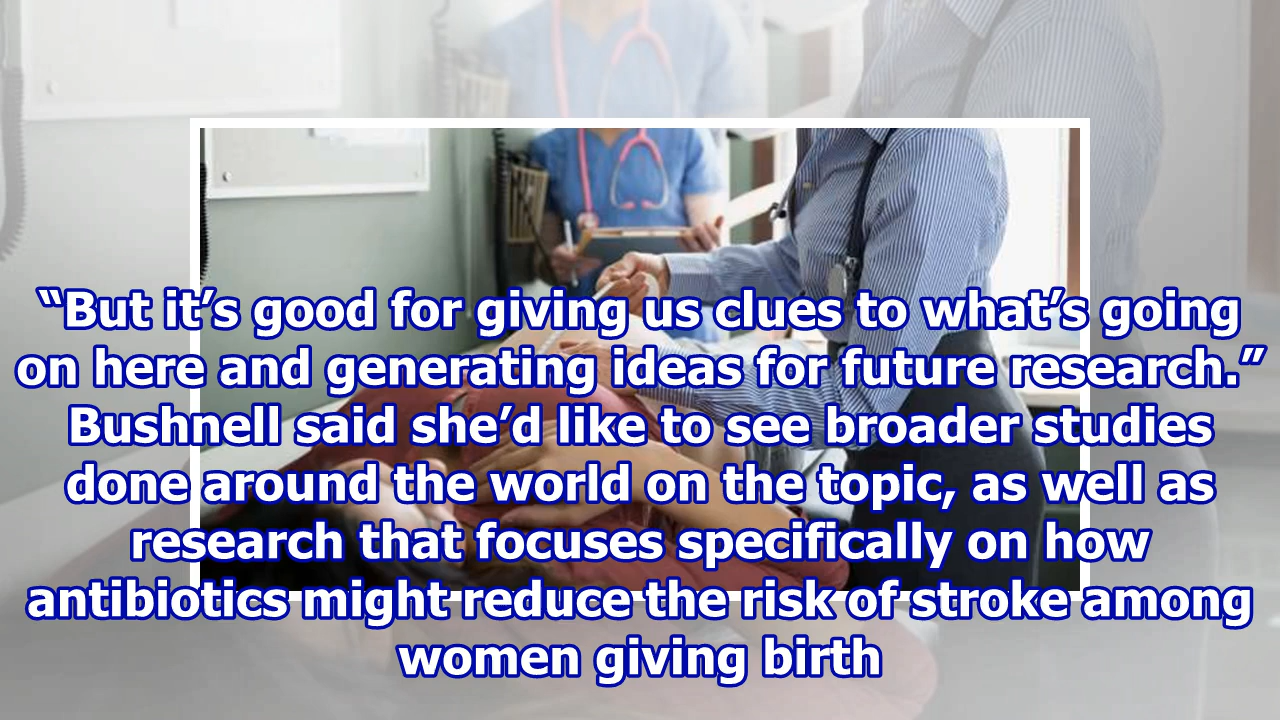 “But it’s good for giving us clues to what’s going
on here and generating ideas for future research.”
Bushnell said she’d like to see broader studies
done around the world on the topic, as well as
research that focuses specifically on how
antibiotics might reduce the risk of stroke among
women giving birth